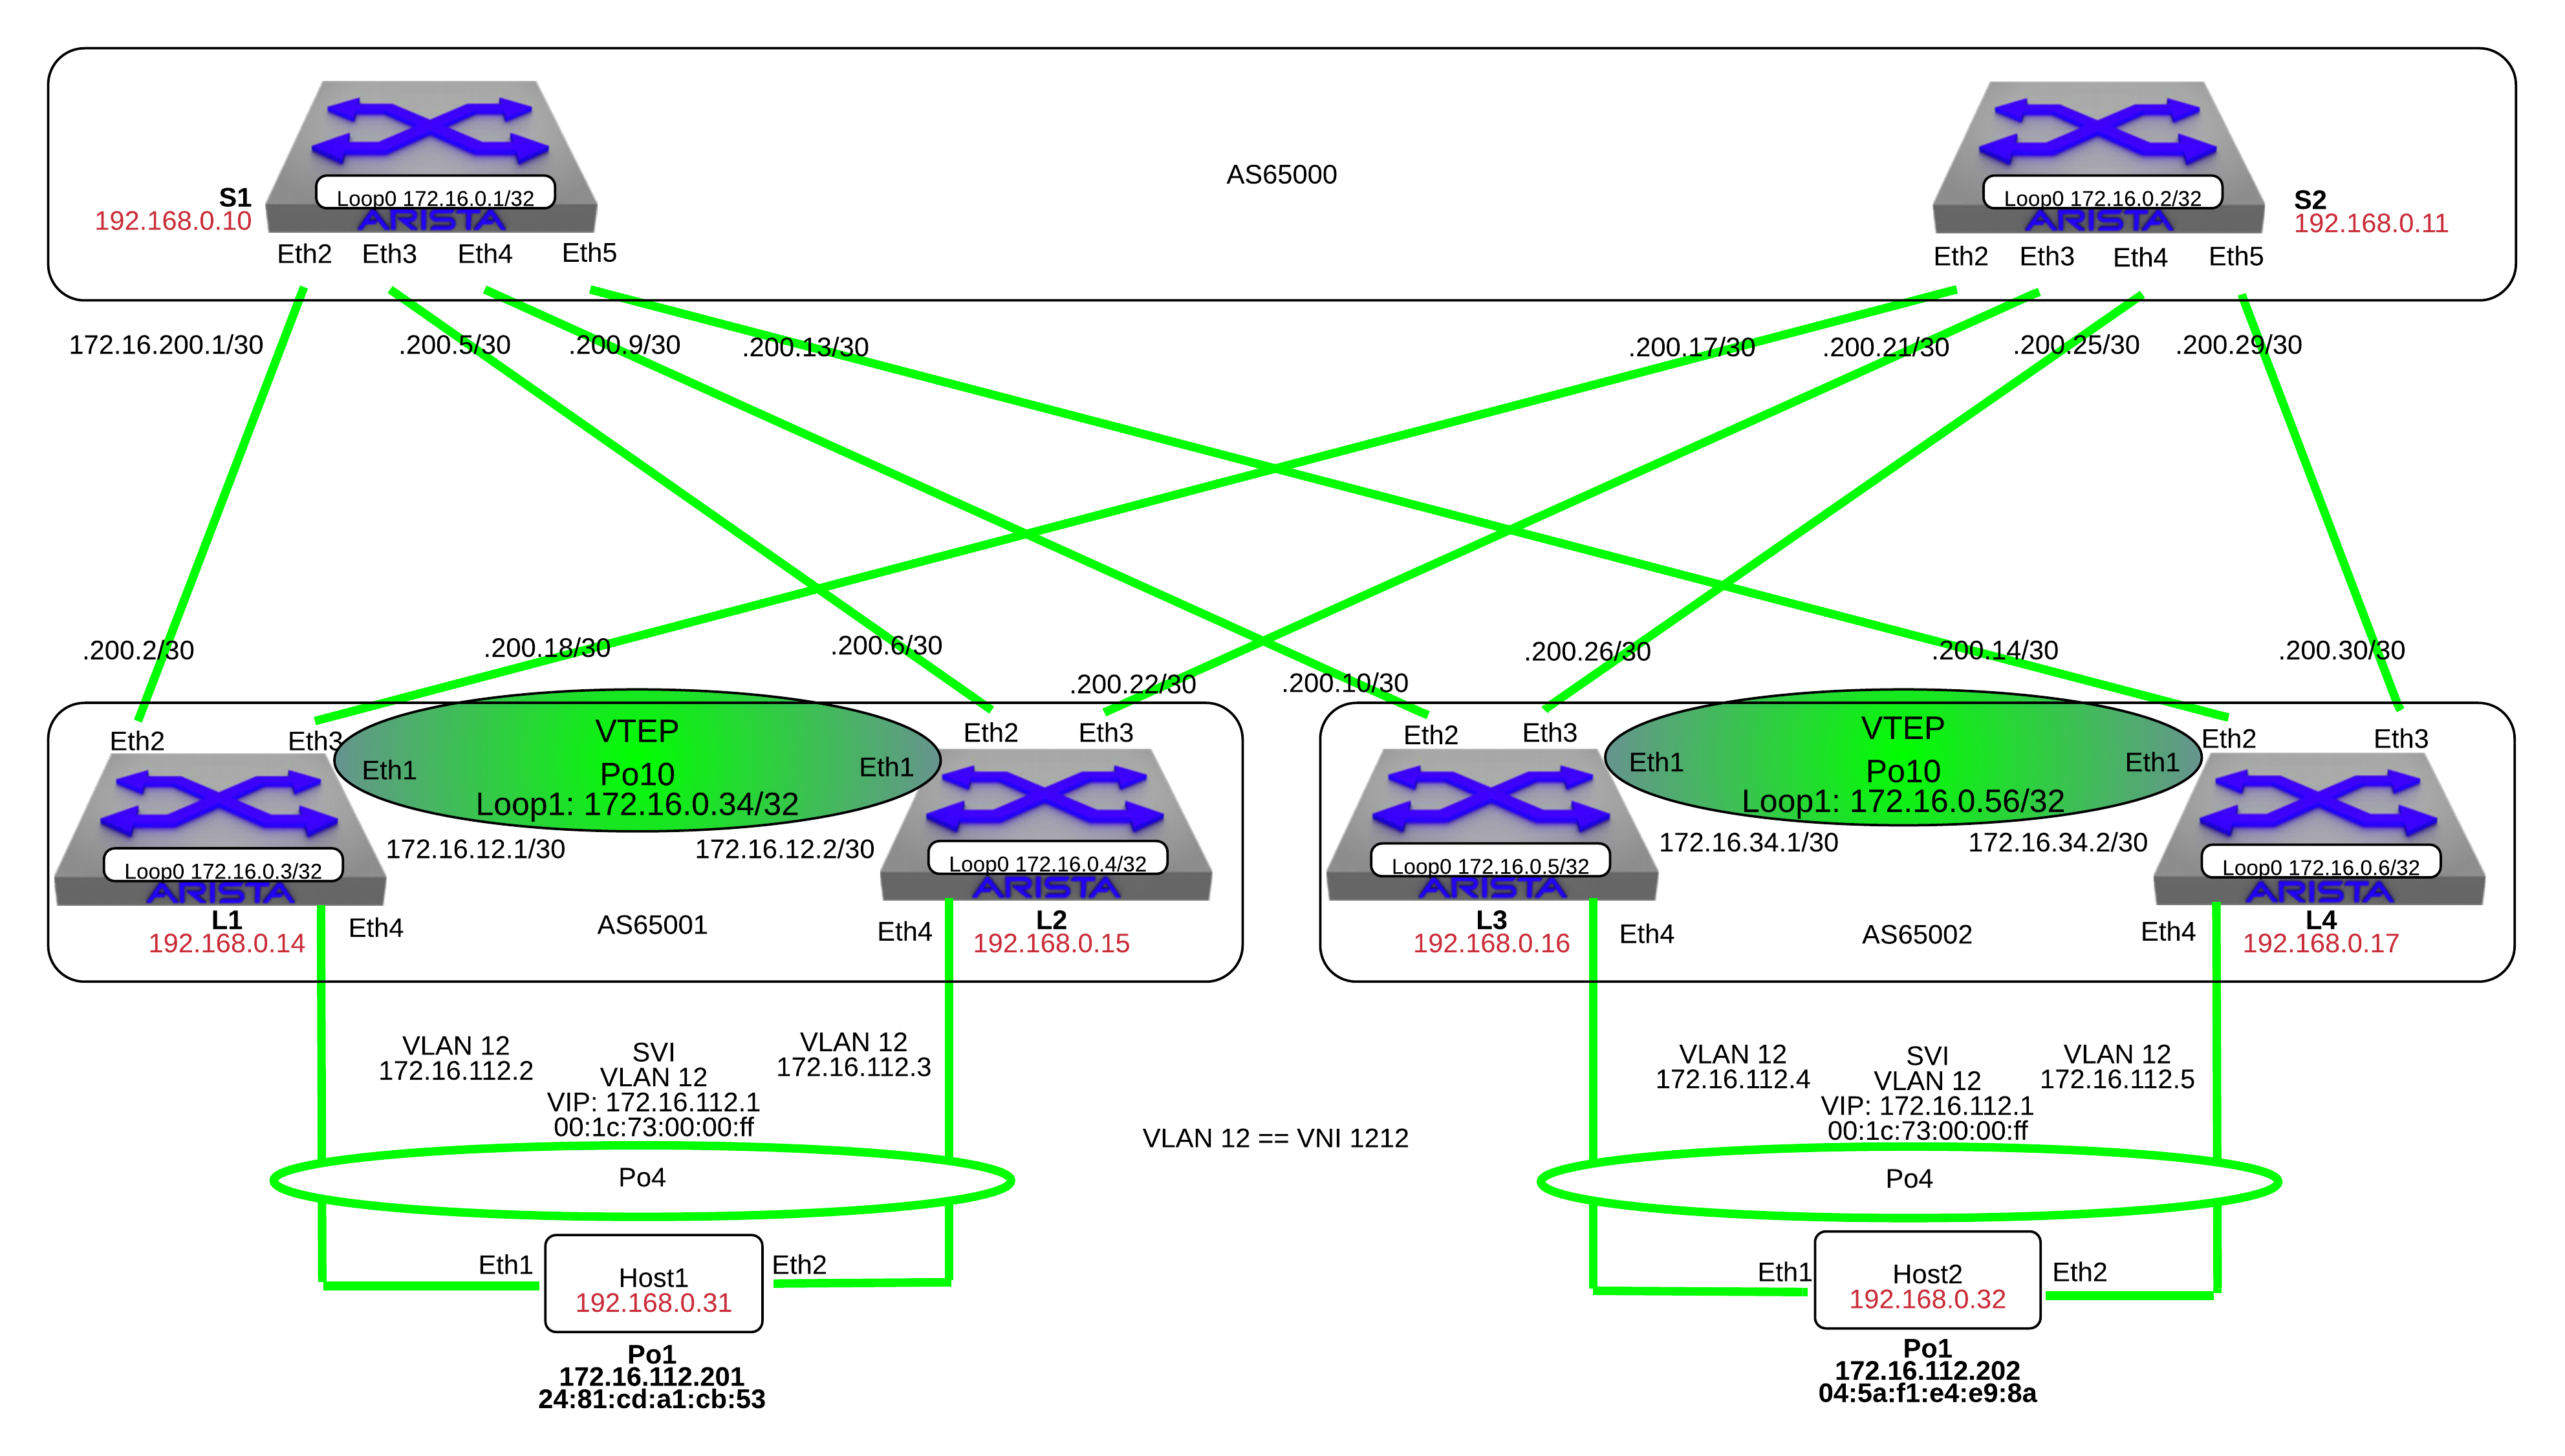 AS65000
S1
192.168.0.10
Loop0 172.16.0.1/32
ARISTA
Eth2
Eth3
Eth4
Eth5
S2
192.168.0.11
Loop0 172.16.0.2/32
ARISTA
Eth2
Eth3
Eth4
Eth5
172.16.200.1/30
.200.5/30
.200.9/30
.200.13/30
.200.17/30
.200.21/30
.200.25/30
.200.29/30
.200.2/30
.200.18/30
.200.6/30
.200.22/30
.200.10/30
.200.26/30
.200.14/30
.200.30/30
Eth2
Eth3
Eth1
VTEP
Po10
Loop1: 172.16.0.34/32
Eth1
Eth2
Eth3
172.16.12.1/30
172.16.12.2/30
Loop0 172.16.0.3/32
ARISTA
L1
192.168.0.14
Eth4
AS65001
Loop0 172.16.0.4/32
ARISTA
Eth4
L2
192.168.0.15
Eth2
Eth3
Eth1
VTEP
Po10
Loop1: 172.16.0.56/32
Eth1
Eth2
Eth3
172.16.34.1/30
172.16.34.2/30
Loop0 172.16.0.5/32
ARISTA
L3
192.168.0.16
Eth4
AS65002
Loop0 172.16.0.6/32
ARISTA
Eth4
L4
192.168.0.17
VLAN 12
172.16.112.2
SVI
VLAN 12
VIP: 172.16.112.1
00:1c:73:00:00:ff
VLAN 12
172.16.112.3
Po4
VLAN 12 == VNI 1212
VLAN 12
172.16.112.4
SVI
VLAN 12
VIP: 172.16.112.1
00:1c:73:00:00:ff
VLAN 12
172.16.112.5
Po4
Eth1
Host1
192.168.0.31
Eth2
Po1
172.16.112.201
24:81:cd:a1:cb:53
Eth1
Host2
192.168.0.32
Eth2
Po1
172.16.112.202
04:5a:f1:e4:e9:8a